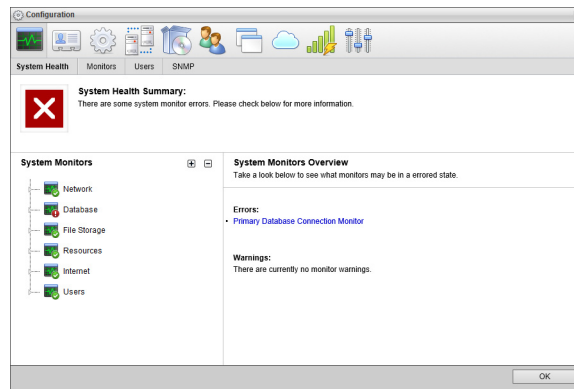 Configuration
System Health Monitors Users SNMP
System Health Summary:
There are some system monitor errors. Please check below for more information.
System Monitors
Network
Database
File Storage
Resources
Internet
Users
System Monitors Overview
Take a look below to see what monitors may be in a errored state.
Errors:
Primary Database Connection Monitor
Warnings:
There are currently no monitor warnings.
OK